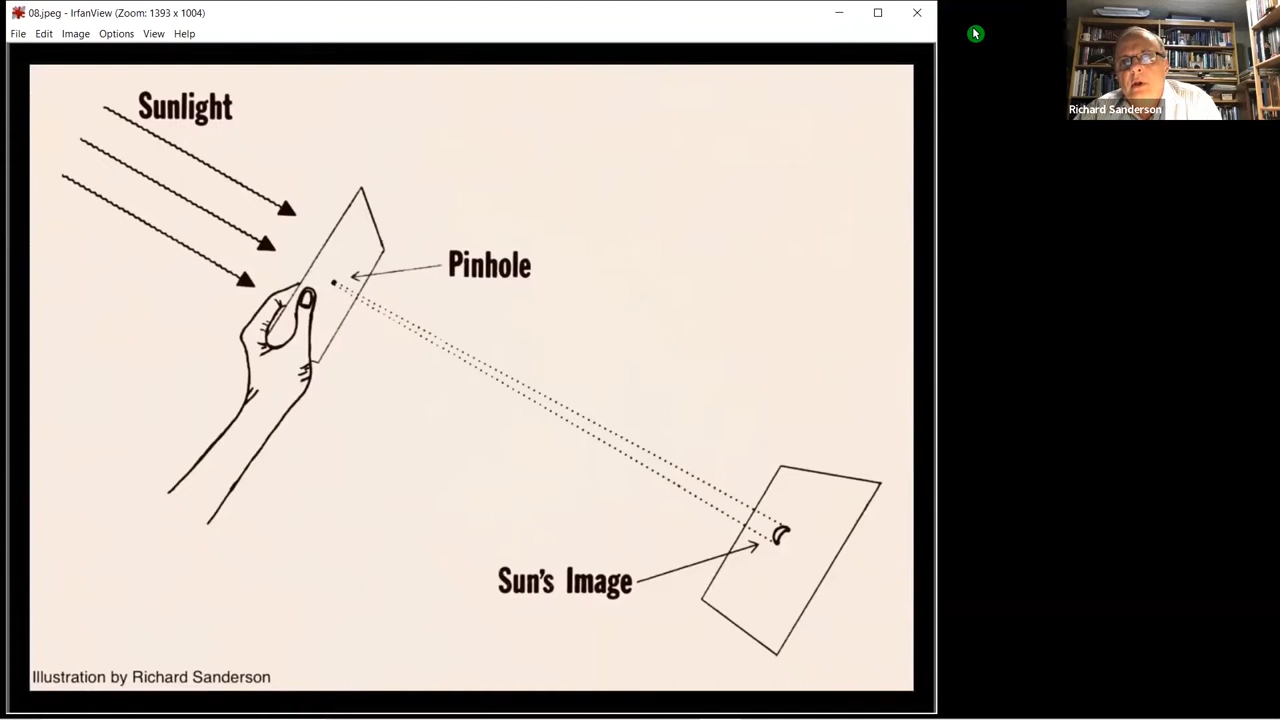 08.jpeg - IrfanView (Zoom: 1393 x 1004)
File Edit Image Options View Help
Richard Sanderson
Sunlight
Pinhole
Sun's Image
Illustration by Richard Sanderson